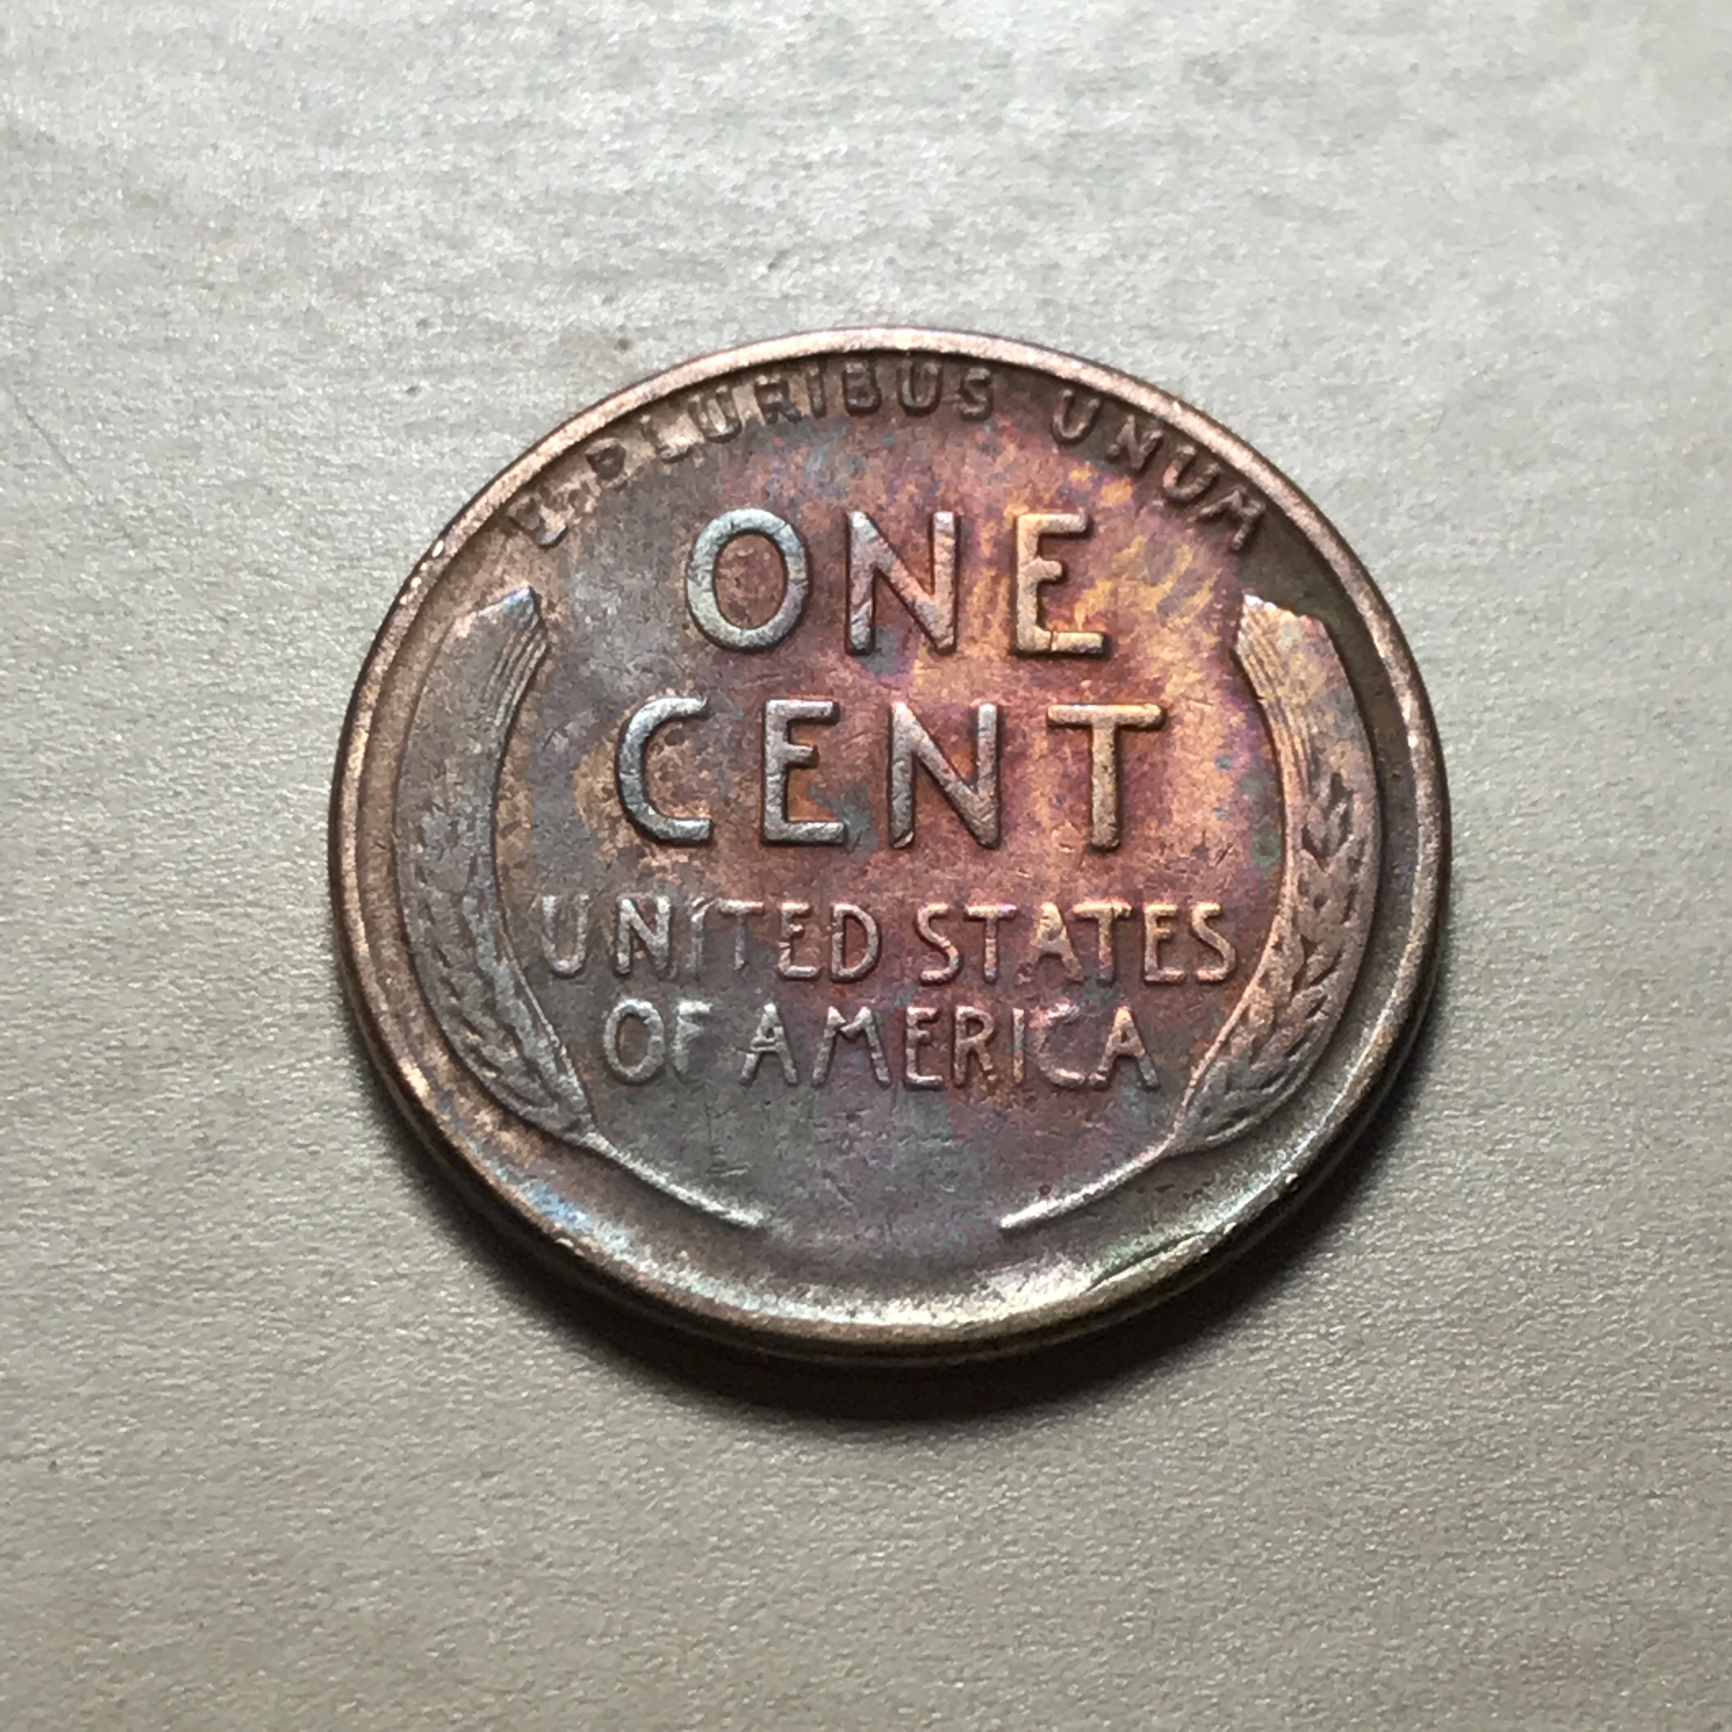 E·PLURIBUS UNUM
ONE
CENT
UNITED STATES
OF AMERICA